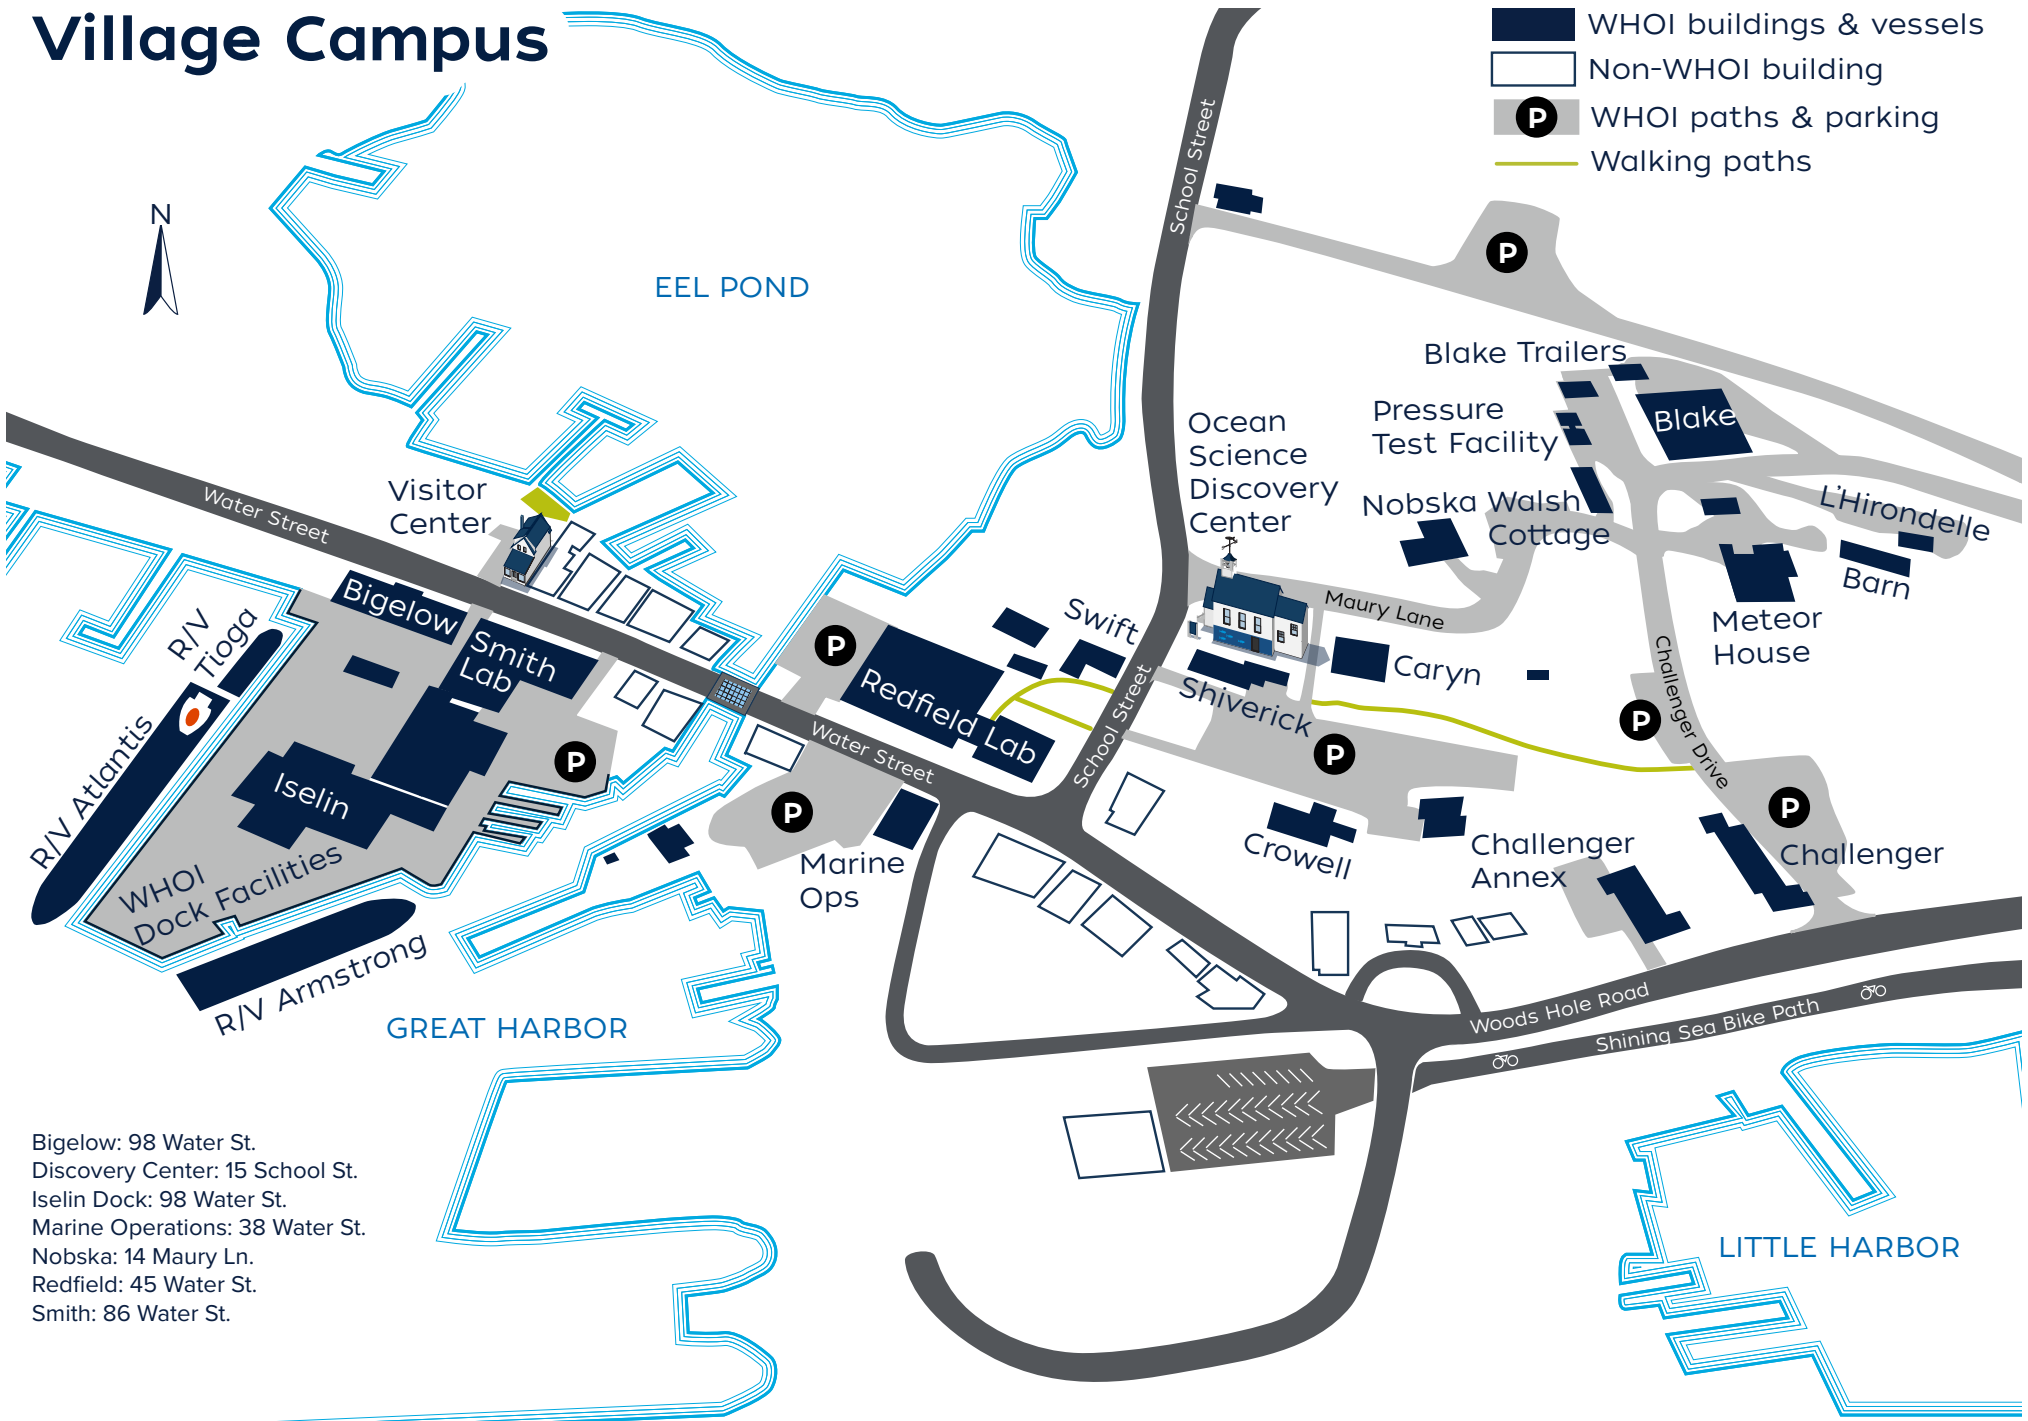 Village Campus
WHOI buildings & vessels
Non-WHOI building
P
WHOI paths & parking
Walking paths
N
School Street
P
EEL POND
Blake Trailers
Blake
Pressure
Test Facility
Ocean
Science
Discovery
Center
Visitor
Center
Water Street
Nobska
Walsh
Cottage
L'Hirondelle
Barn
Meteor
House
Bigelow
Smith
Lab
R/V
Tioga
R/V Atlantis
Swift
Maury Lane
Caryn
Shiverick
P
Redfield Lab
School Street
Challenger Drive
P
P
P
P
Water Street
Iselin
P
Marine
Ops
Crowell
Challenger
Annex
Challenger
WHOI
Dock Facilities
R/V Armstrong
GREAT HARBOR
Woods Hole Road
Shining Sea Bike Path
LITTLE HARBOR
Bigelow: 98 Water St.
Discovery Center: 15 School St.
Iselin Dock: 98 Water St.
Marine Operations: 38 Water St.
Nobska: 14 Maury Ln.
Redfield: 45 Water St.
Smith: 86 Water St.